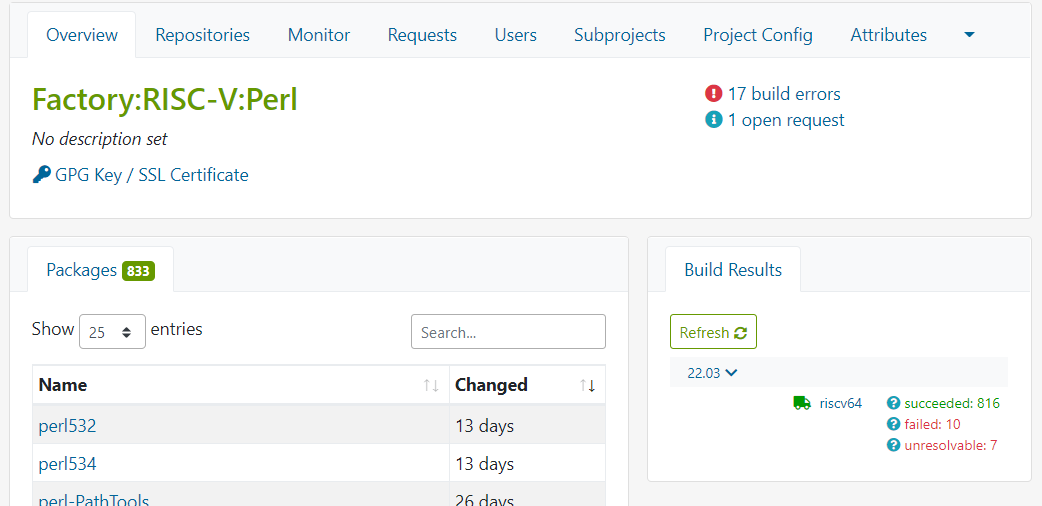 Overview Repositories Monitor Requests Users Subprojects Project Config Attributes
Factory:RISC-V:Perl
No description set
GPG Key / SSL Certificate
17 build errors
1 open request
Packages 833
Show 25 entries
Search...
Name Changed
perl532 13 days
perl534 13 days
perl-PathTools 26 days
Build Results
Refresh
22.03
riscv64
succeeded: 816
failed: 10
unresolvable: 7